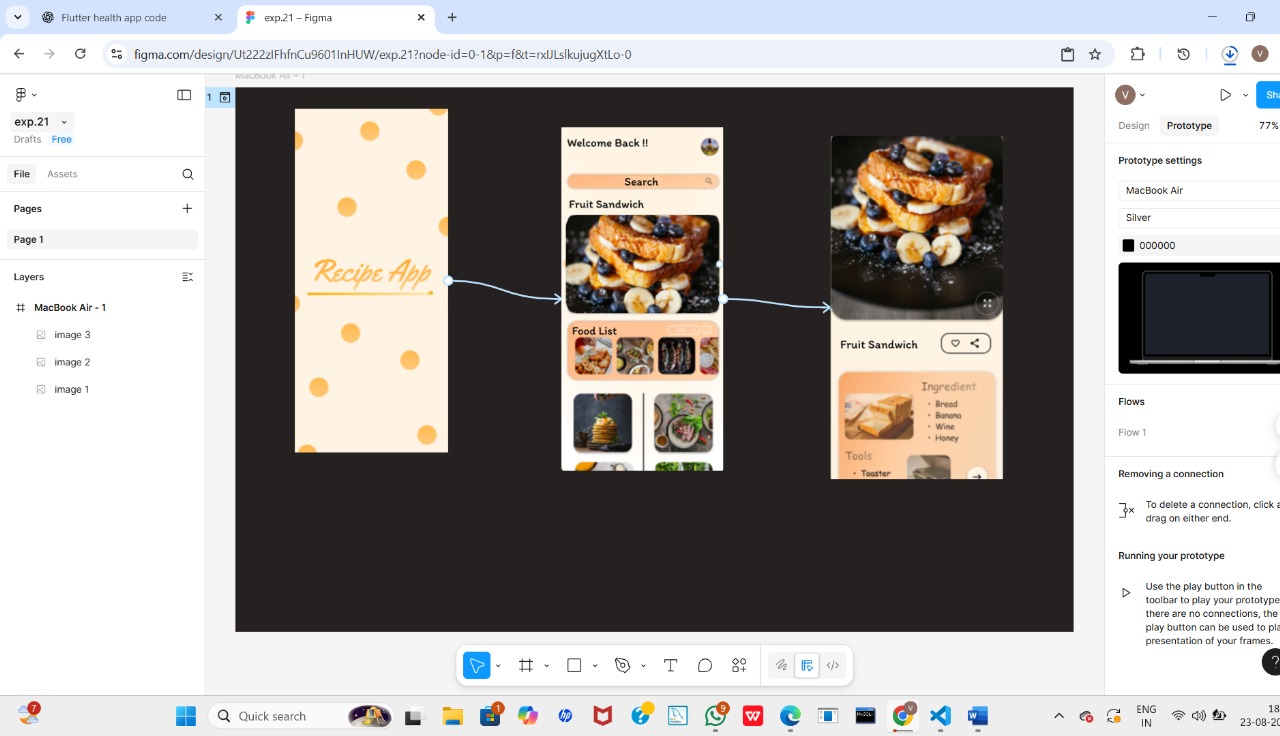 Flutter health app code
exp.21 – Figma
figma.com/design/Ut222zIFhfnCu9601InHUW/exp.21?node-id=0-1&p=f&t=rxlJLslkujugXtLo-0
V
exp.21
Drafts Free
File Assets
Pages
Page 1
Layers
MacBook Air - 1
image 3
image 2
image 1
MacBook Air - 1
1
Recipe App
Welcome Back !!
Search
Fruit Sandwich
Food List
Fruit Sandwich
Ingredient
• Bread
• Banana
• Wine
• Honey
Tools
• Toaster
V
Sha
Design Prototype 77%
Prototype settings
MacBook Air
Silver
000000
Flows
Flow 1
Removing a connection
To delete a connection, click a
drag on either end.
Running your prototype
Use the play button in the
toolbar to play your prototype
there are no connections, the
play button can be used to pla
presentation of your frames.
?
7
Quick search
1
9
V
ENG
IN
18
23-08-20